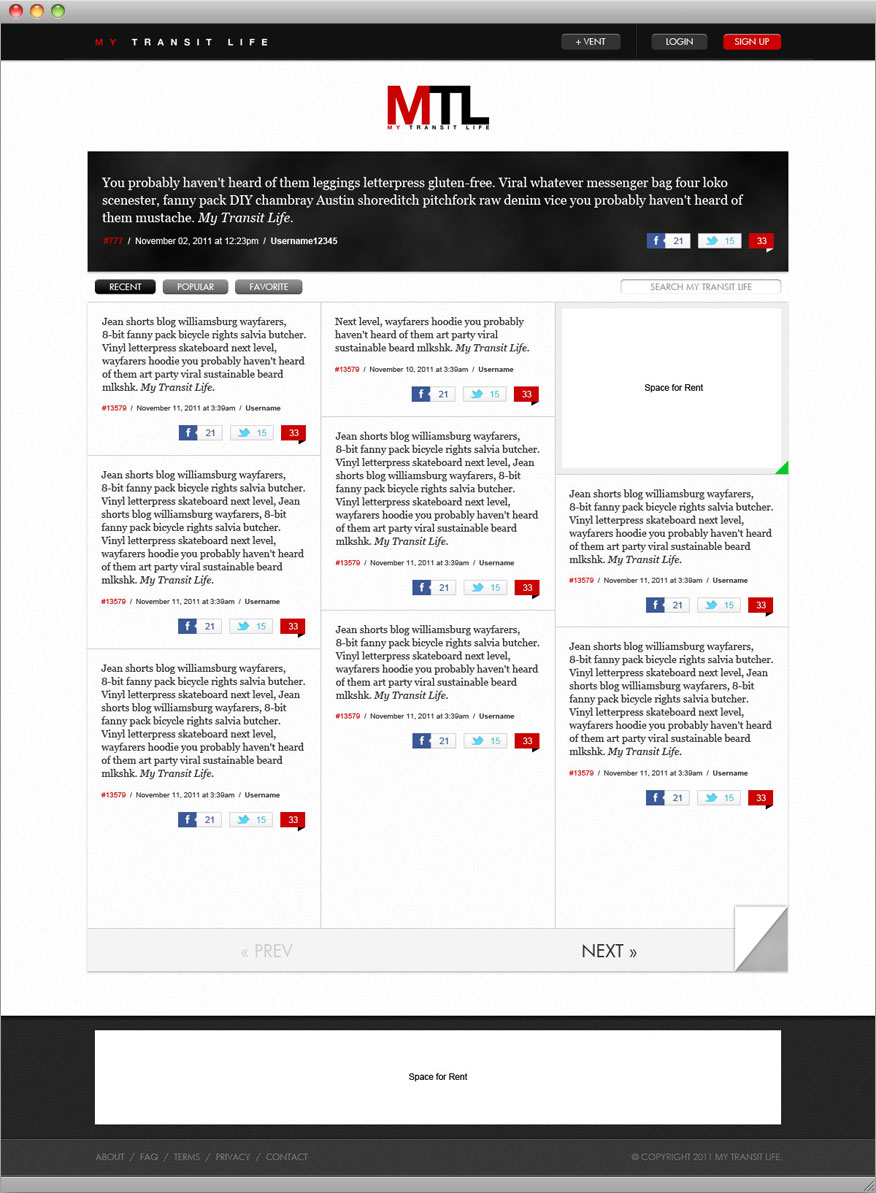 MY TRANSIT LIFE
+ VENT
LOGIN
SIGN UP
MTL
MY TRANSIT LIFE
You probably haven't heard of them leggings letterpress gluten-free. Viral whatever messenger bag four loko
scenester, fanny pack DIY chambray Austin shoreditch pitchfork raw denim vice you probably haven't heard of
them mustache. My Transit Life.
#777 / November 02, 2011 at 12:23pm / Username12345
f 21 15 33
RECENT
POPULAR
FAVORITE
SEARCH MY TRANSIT LIFE
Jean shorts blog williamsburg wayfarers,
8-bit fanny pack bicycle rights salvia butcher.
Vinyl letterpress skateboard next level,
wayfarers hoodie you probably haven't heard
of them art party viral sustainable beard
mlkshk. My Transit Life.
#13579 / November 11, 2011 at 3:39am / Username
f 21 15 33
Jean shorts blog williamsburg wayfarers,
8-bit fanny pack bicycle rights salvia butcher.
Vinyl letterpress skateboard next level, Jean
shorts blog williamsburg wayfarers, 8-bit
fanny pack bicycle rights salvia butcher.
Vinyl letterpress skateboard next level,
wayfarers hoodie you probably haven't heard
of them art party viral sustainable beard
mlkshk. My Transit Life.
#13579 / November 11, 2011 at 3:39am / Username
f 21 15 33
Jean shorts blog williamsburg wayfarers,
8-bit fanny pack bicycle rights salvia butcher.
Vinyl letterpress skateboard next level, Jean
shorts blog williamsburg wayfarers, 8-bit
fanny pack bicycle rights salvia butcher.
Vinyl letterpress skateboard next level,
wayfarers hoodie you probably haven't heard
of them art party viral sustainable beard
mlkshk. My Transit Life.
#13579 / November 11, 2011 at 3:39am / Username
f 21 15 33
Next level, wayfarers hoodie you probably
haven't heard of them art party viral
sustainable beard mlkshk. My Transit Life.
#13579 / November 10, 2011 at 3:39am / Username
f 21 15 33
Jean shorts blog williamsburg wayfarers,
8-bit fanny pack bicycle rights salvia butcher.
Vinyl letterpress skateboard next level, Jean
shorts blog williamsburg wayfarers, 8-bit
fanny pack bicycle rights salvia butcher.
Vinyl letterpress skateboard next level,
wayfarers hoodie you probably haven't heard
of them art party viral sustainable beard
mlkshk. My Transit Life.
#13579 / November 11, 2011 at 3:39am / Username
f 21 15 33
Jean shorts blog williamsburg wayfarers,
8-bit fanny pack bicycle rights salvia butcher.
Vinyl letterpress skateboard next level,
wayfarers hoodie you probably haven't heard
of them art party viral sustainable beard
mlkshk. My Transit Life.
#13579 / November 11, 2011 at 3:39am / Username
f 21 15 33
Space for Rent
Jean shorts blog williamsburg wayfarers,
8-bit fanny pack bicycle rights salvia butcher.
Vinyl letterpress skateboard next level,
wayfarers hoodie you probably haven't heard
of them art party viral sustainable beard
mlkshk. My Transit Life.
#13579 / November 11, 2011 at 3:39am / Username
f 21 15 33
Jean shorts blog williamsburg wayfarers,
8-bit fanny pack bicycle rights salvia butcher.
Vinyl letterpress skateboard next level, Jean
shorts blog williamsburg wayfarers, 8-bit
fanny pack bicycle rights salvia butcher.
Vinyl letterpress skateboard next level,
wayfarers hoodie you probably haven't heard
of them art party viral sustainable beard
mlkshk. My Transit Life.
#13579 / November 11, 2011 at 3:39am / Username
f 21 15 33
« PREV
NEXT »
Space for Rent
ABOUT / FAQ / TERMS / PRIVACY / CONTACT
© COPYRIGHT 2011 MY TRANSIT LIFE.